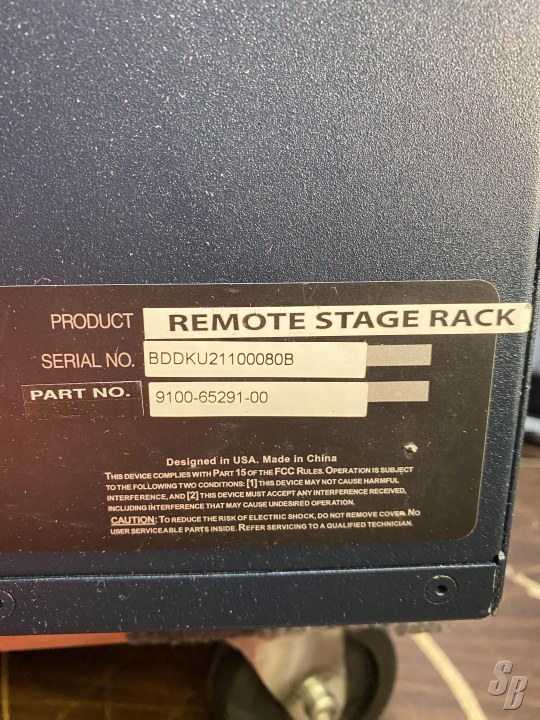 PRODUCT REMOTE STAGE RACK
SERIAL NO. BDDKU21100080B
PART NO. 9100-65291-00
Designed in USA. Made in China
THIS DEVICE COMPLIES WITH PART 15 OF THE FCC RULES. OPERATION IS SUBJECT
TO THE FOLLOWING TWO CONDITIONS: [1] THIS DEVICE MAY NOT CAUSE HARMFUL
INTERFERENCE, AND [2] THIS DEVICE MUST ACCEPT ANY INTERFERENCE RECEIVED,
INCLUDING INTERFERENCE THAT MAY CAUSE UNDESIRED OPERATION.
CAUTION: TO REDUCE THE RISK OF ELECTRIC SHOCK, DO NOT REMOVE COVER. NO
USER SERVICEABLE PARTS INSIDE. REFER SERVICING TO A QUALIFIED TECHNICIAN.
SB